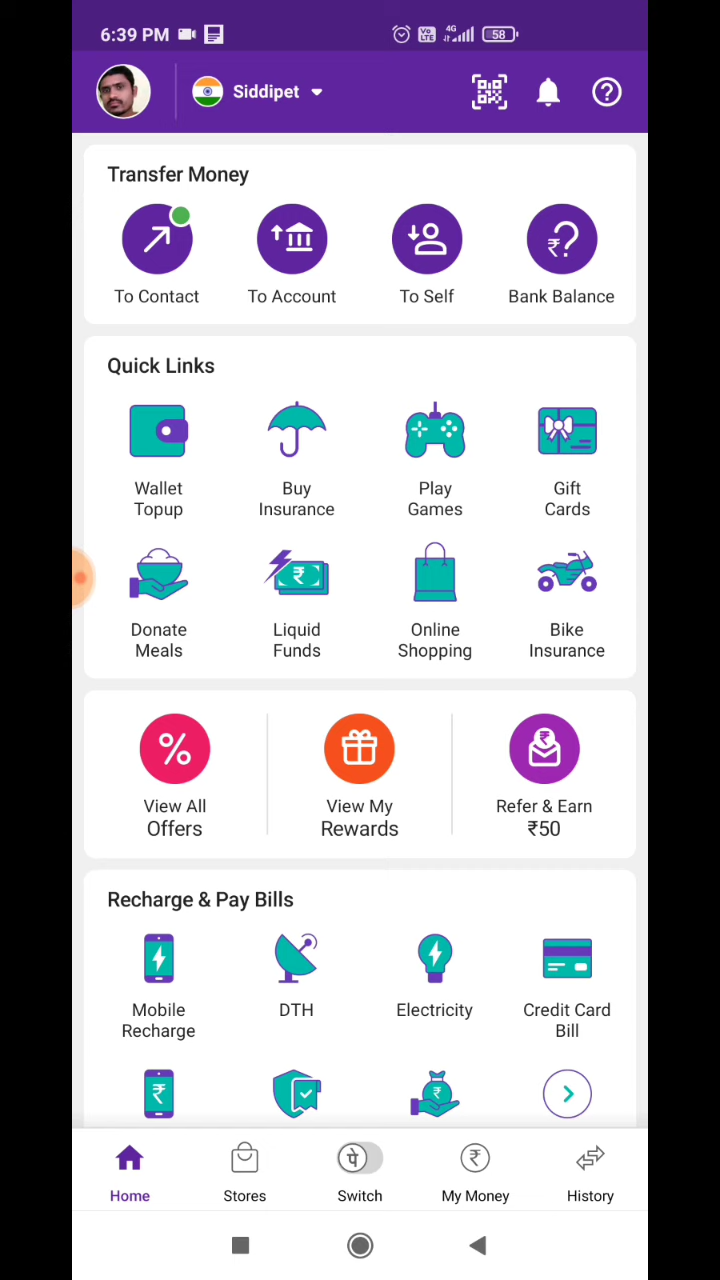 6:39 PM Vo LTE 4G 58
Siddipet
Transfer Money
To Contact To Account To Self Bank Balance
Quick Links
Wallet Buy Play Gift
Topup Insurance Games Cards
Donate Liquid Online Bike
Meals Funds Shopping Insurance
View All View My Refer & Earn
Offers Rewards ₹50
Recharge & Pay Bills
Mobile DTH Electricity Credit Card
Recharge Bill
Home Stores Switch My Money History